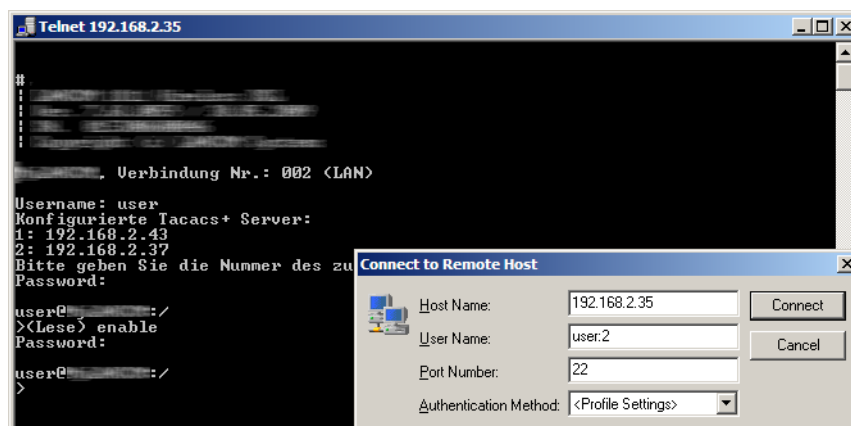 Telnet 192.168.2.35
#
, Verbindung Nr.: 002 (LAN)
Username: user
Konfigurierte Tacacs+ Server:
1: 192.168.2.43
2: 192.168.2.37
Bitte geben Sie die Nummer des zu
Password:
user@ :/
>(Lese) enable
Password:
user@ :/
>
Connect to Remote Host
Host Name: 192.168.2.35 Connect
User Name: user:2 Cancel
Port Number: 22
Authentication Method: <Profile Settings>